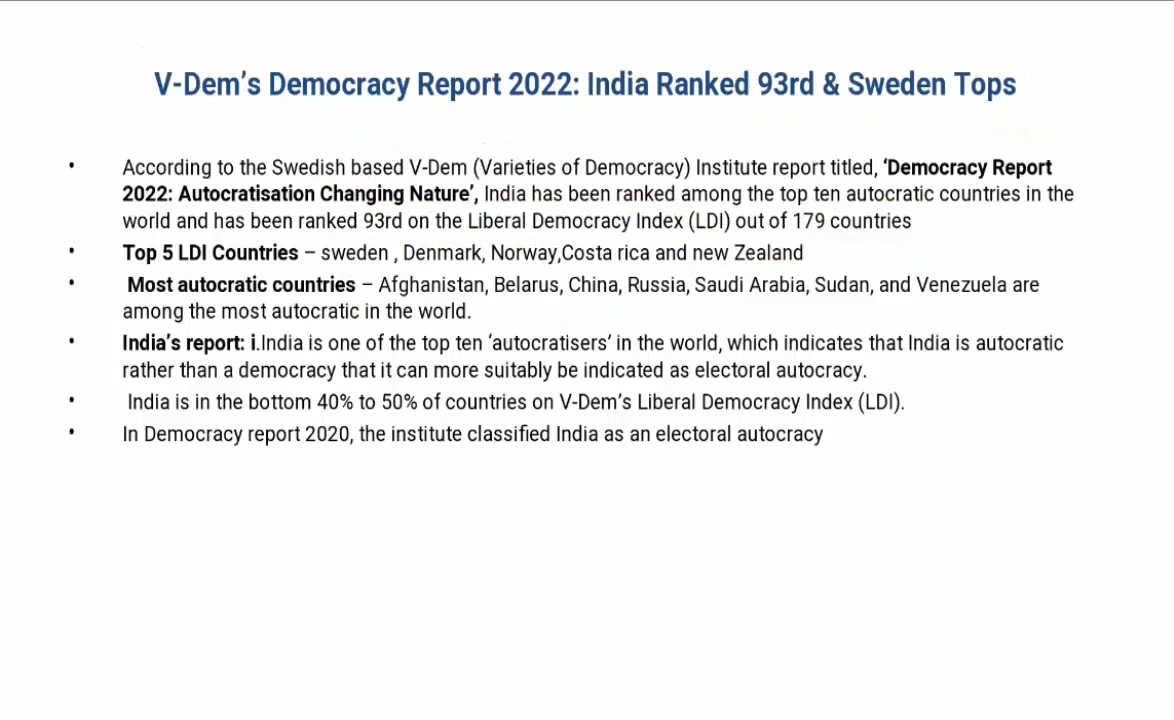 V-Dem's Democracy Report 2022: India Ranked 93rd & Sweden Tops
• According to the Swedish based V-Dem (Varieties of Democracy) Institute report titled, 'Democracy Report
2022: Autocratisation Changing Nature', India has been ranked among the top ten autocratic countries in the
world and has been ranked 93rd on the Liberal Democracy Index (LDI) out of 179 countries
• Top 5 LDI Countries – sweden , Denmark, Norway,Costa rica and new Zealand
• Most autocratic countries – Afghanistan, Belarus, China, Russia, Saudi Arabia, Sudan, and Venezuela are
among the most autocratic in the world.
• India's report: i.India is one of the top ten 'autocratisers' in the world, which indicates that India is autocratic
rather than a democracy that it can more suitably be indicated as electoral autocracy.
• India is in the bottom 40% to 50% of countries on V-Dem's Liberal Democracy Index (LDI).
• In Democracy report 2020, the institute classified India as an electoral autocracy